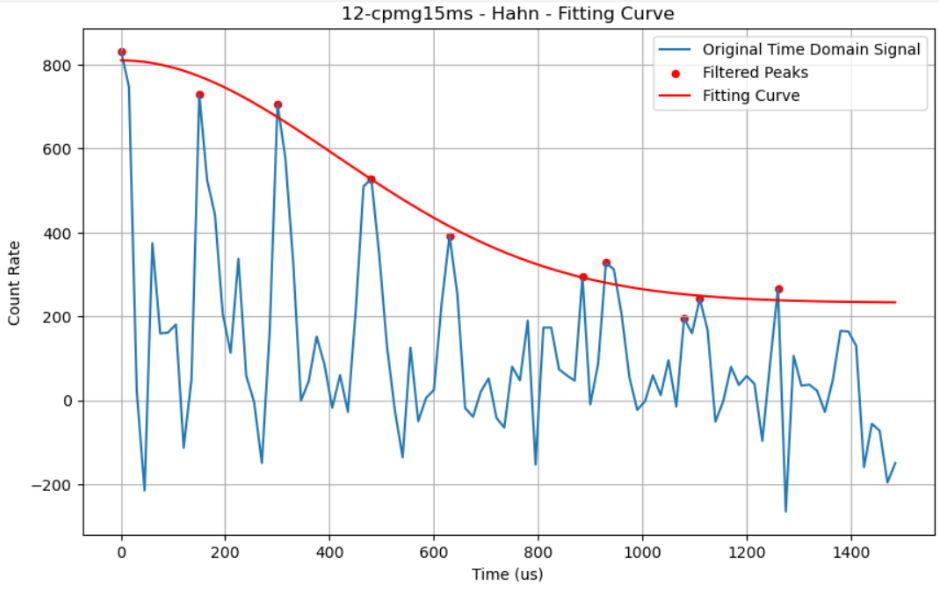 12-cpmg15ms - Hahn - Fitting Curve
Original Time Domain Signal
Filtered Peaks
Fitting Curve
800
600
400
200
0
−200
Count Rate
0 200 400 600 800 1000 1200 1400
Time (us)